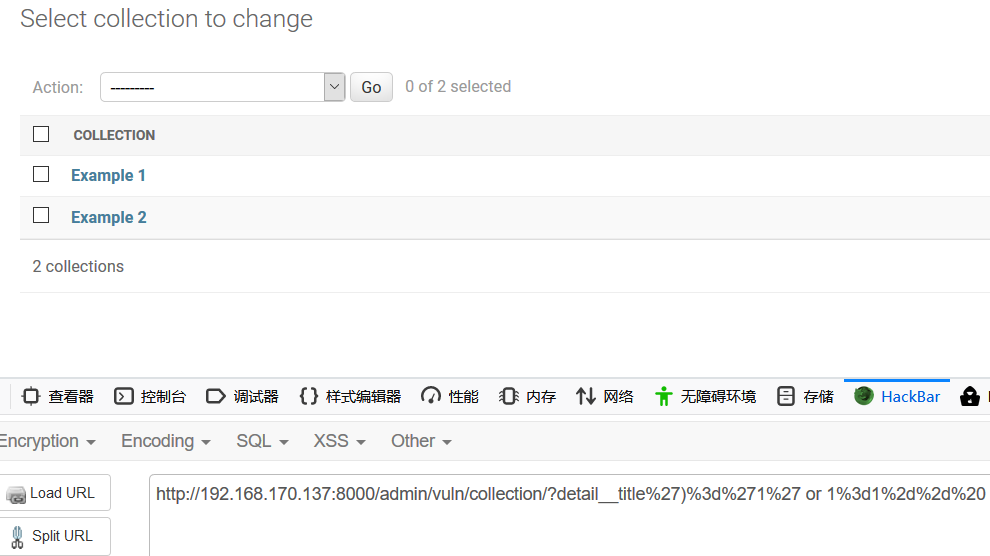 Select collection to change
Action: --------- Go 0 of 2 selected
COLLECTION
Example 1
Example 2
2 collections
查看器 控制台 调试器 样式编辑器 性能 内存 网络 无障碍环境 存储 HackBar
Encryption Encoding SQL XSS Other
Load URL http://192.168.170.137:8000/admin/vuln/collection/?detail__title%27)%3d%271%27 or 1%3d1%2d%2d%20
Split URL